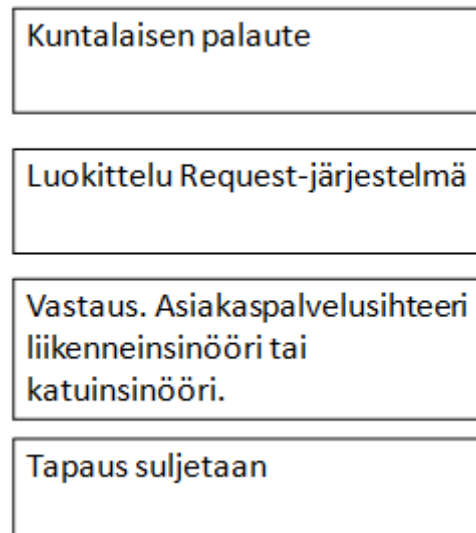 Kuntalaisen palaute
Luokittelu Request-järjestelmä
Vastaus. Asiakaspalvelusihteeri
liikenneinsinööri tai
katuinsinööri.
Tapaus suljetaan